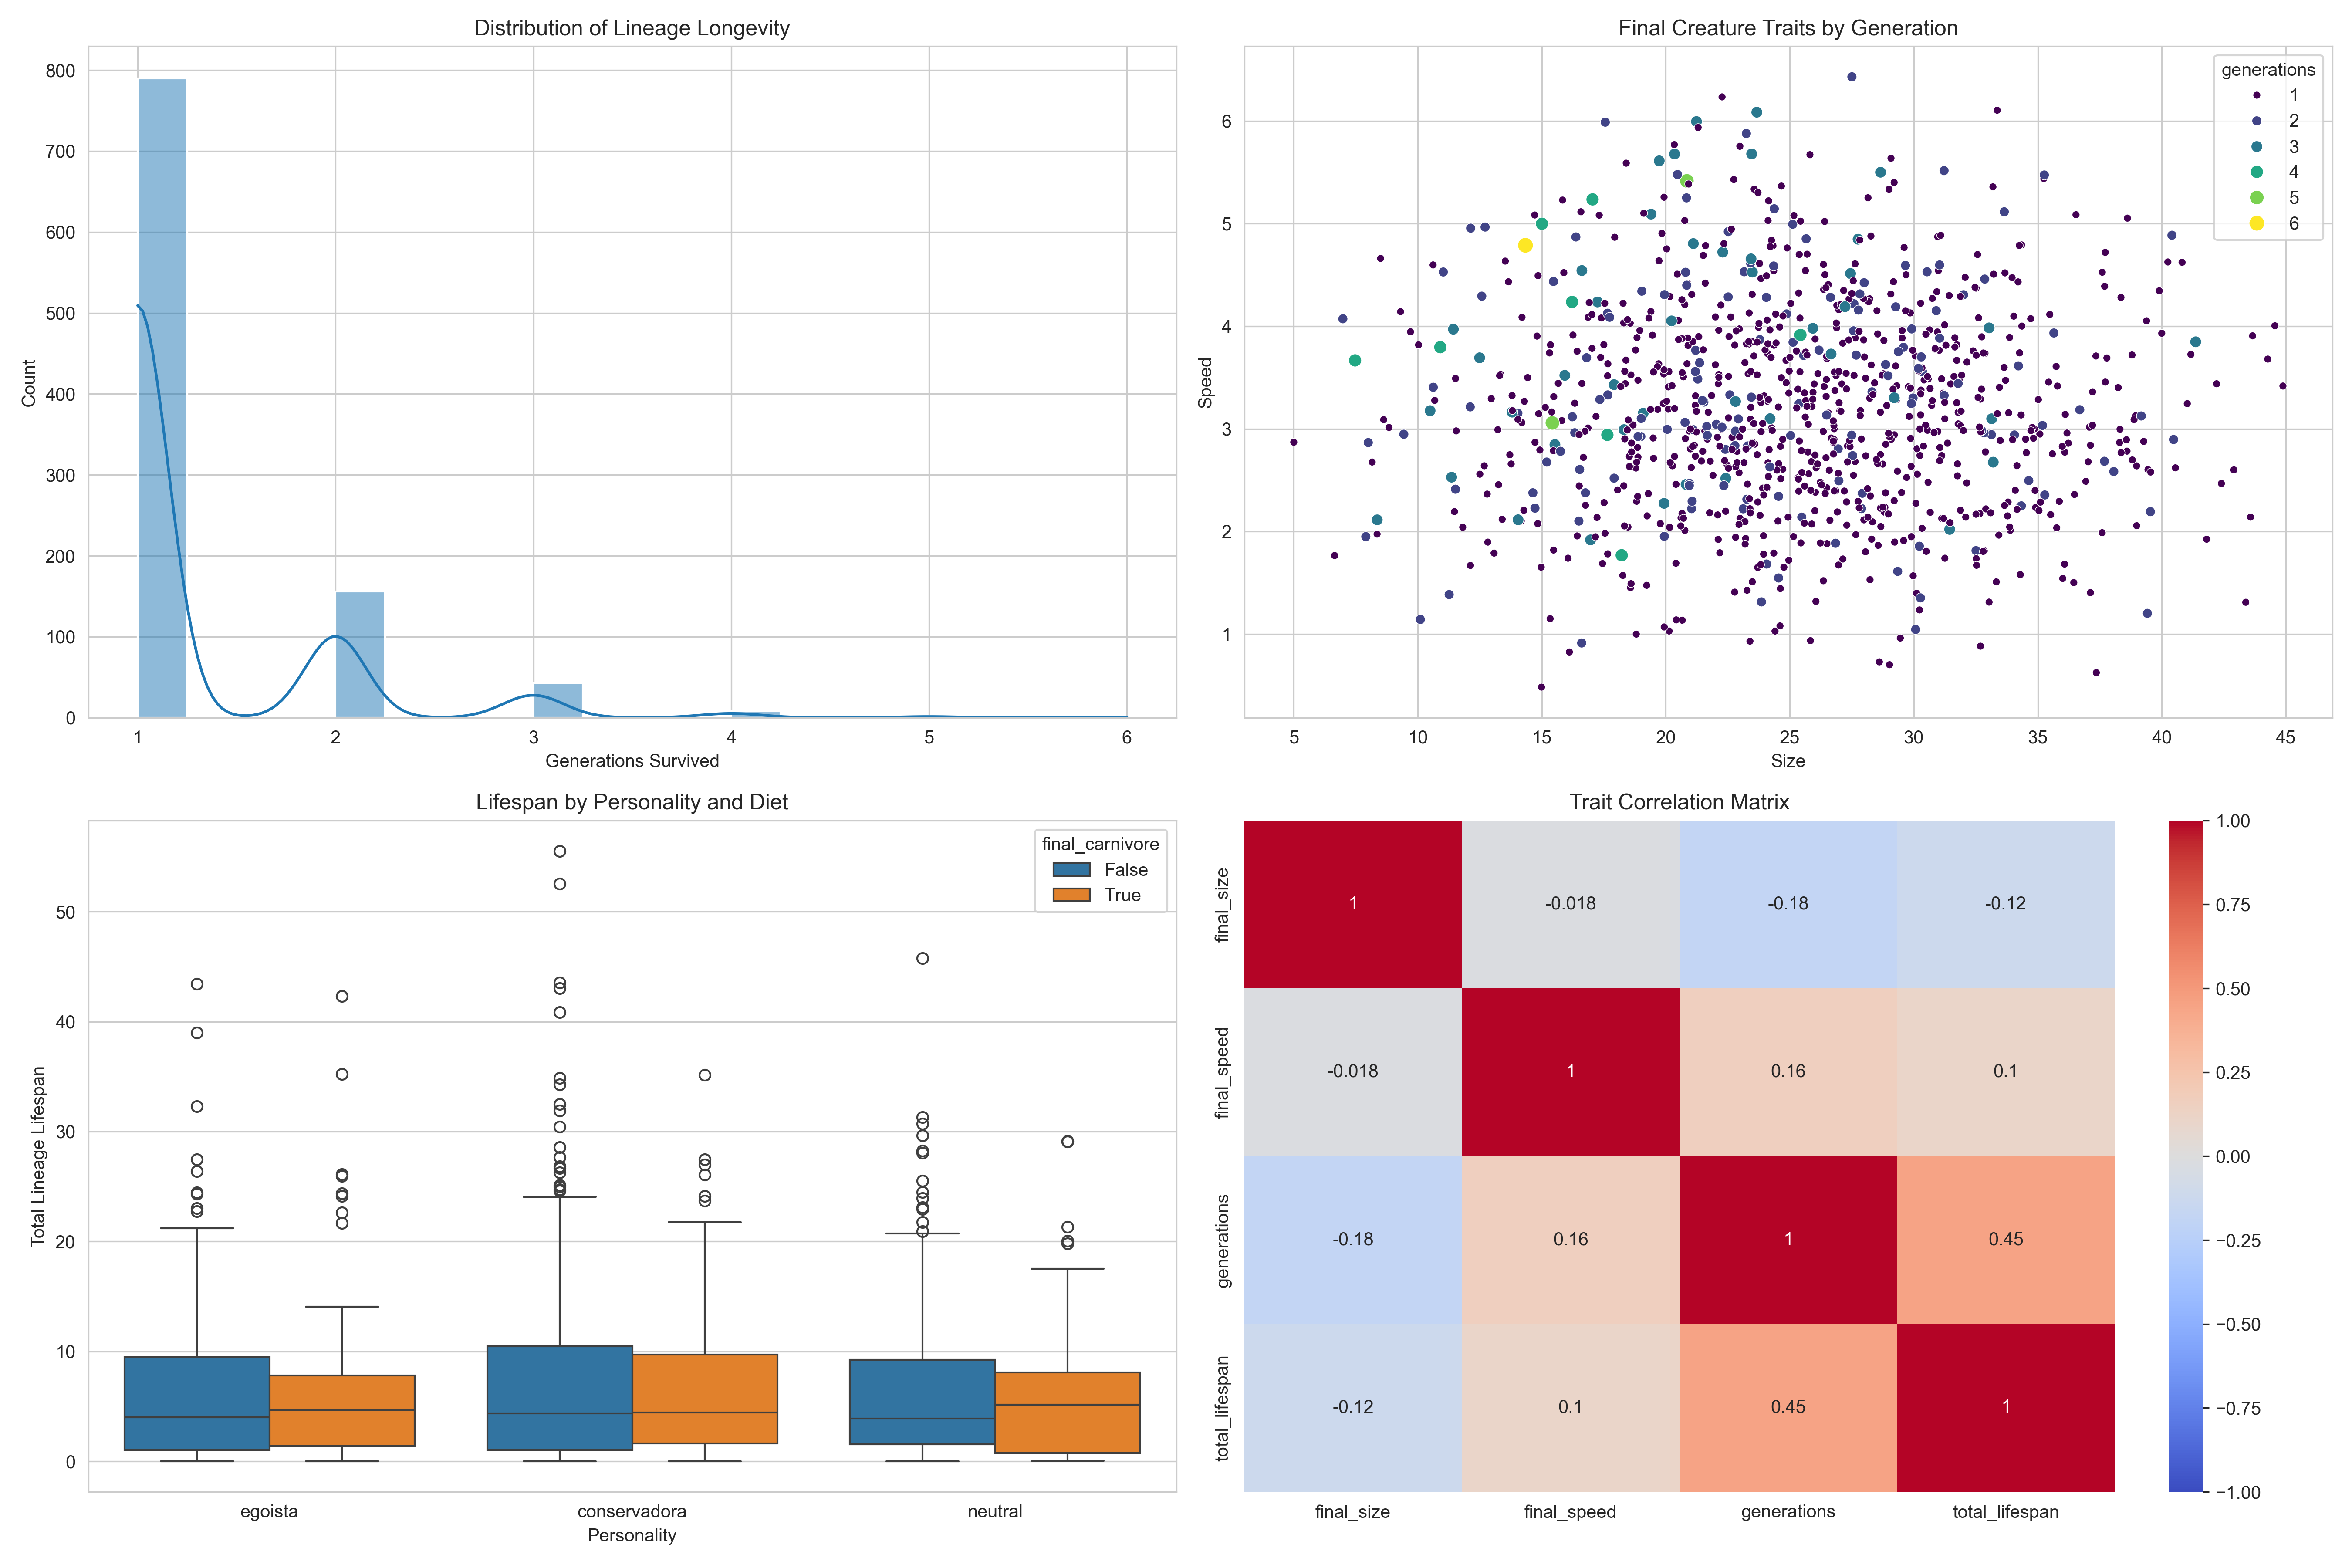 Distribution of Lineage Longevity
Count
800
700
600
500
400
300
200
100
0
1 2 3 4 5 6
Generations Survived
Final Creature Traits by Generation
generations
1
2
3
4
5
6
Speed
6
5
4
3
2
1
5 10 15 20 25 30 35 40 45
Size
Lifespan by Personality and Diet
final_carnivore
False
True
Total Lineage Lifespan
50
40
30
20
10
0
egoista conservadora neutral
Personality
Trait Correlation Matrix
final_size
1 -0.018 -0.18 -0.12
final_speed
-0.018 1 0.16 0.1
generations
-0.18 0.16 1 0.45
total_lifespan
-0.12 0.1 0.45 1
final_size final_speed generations total_lifespan
1.00
0.75
0.50
0.25
0.00
−0.25
−0.50
−0.75
−1.00